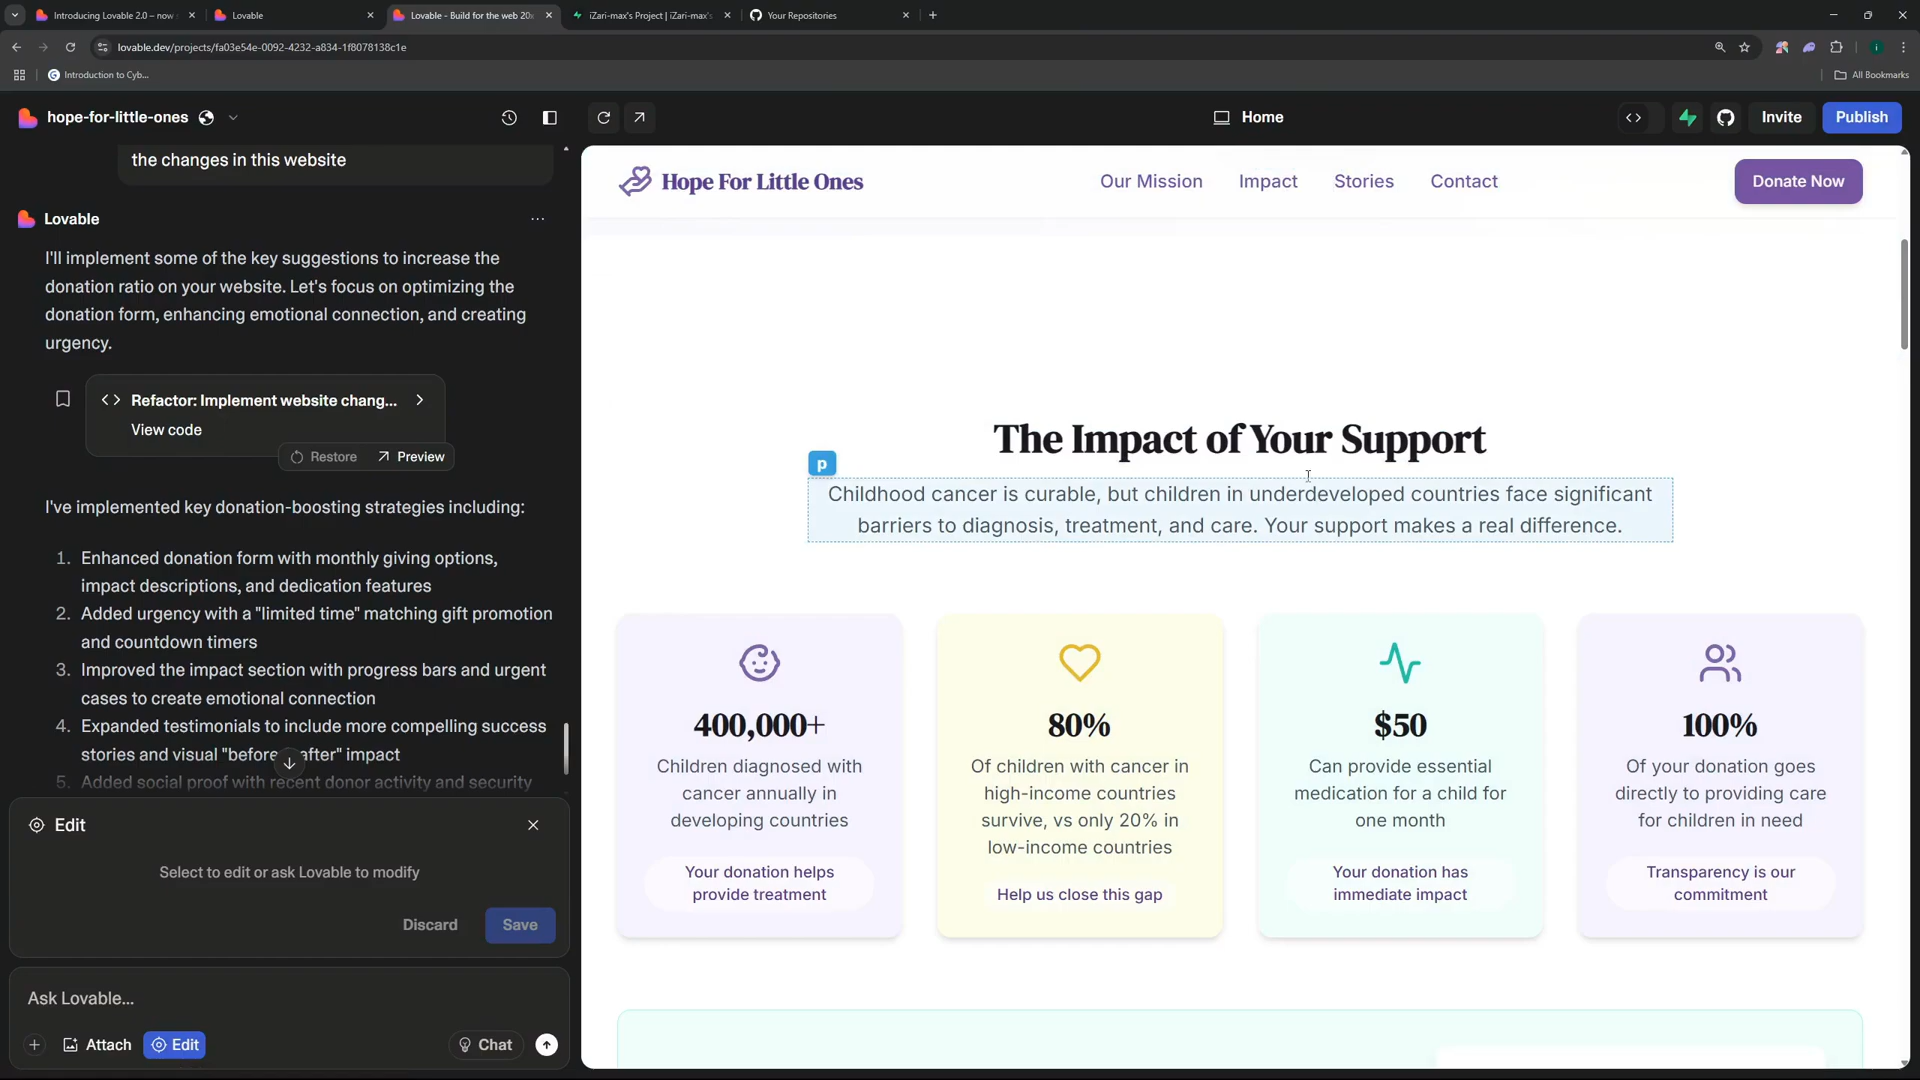 Introducing Lovable 2.0 – now
Lovable
Lovable - Build for the web 20x
iZari-max's Project | iZari-max's
Your Repositories
lovable.dev/projects/fa03e54e-0092-4232-a834-1f8078138c1e
Introduction to Cyb...
All Bookmarks
hope-for-little-ones
Home
Invite
Publish
the changes in this website
Lovable
I'll implement some of the key suggestions to increase the
donation ratio on your website. Let's focus on optimizing the
donation form, enhancing emotional connection, and creating
urgency.
Refactor: Implement website chang...
View code
Restore
Preview
I've implemented key donation-boosting strategies including:
1. Enhanced donation form with monthly giving options,
impact descriptions, and dedication features
2. Added urgency with a "limited time" matching gift promotion
and countdown timers
3. Improved the impact section with progress bars and urgent
cases to create emotional connection
4. Expanded testimonials to include more compelling success
stories and visual "before after" impact
5. Added social proof with recent donor activity and security
Edit
Select to edit or ask Lovable to modify
Discard
Save
Ask Lovable...
Attach
Edit
Chat
Hope For Little Ones
Our Mission
Impact
Stories
Contact
Donate Now
The Impact of Your Support
p
Childhood cancer is curable, but children in underdeveloped countries face significant
barriers to diagnosis, treatment, and care. Your support makes a real difference.
400,000+
Children diagnosed with
cancer annually in
developing countries
Your donation helps
provide treatment
80%
Of children with cancer in
high-income countries
survive, vs only 20% in
low-income countries
Help us close this gap
$50
Can provide essential
medication for a child for
one month
Your donation has
immediate impact
100%
Of your donation goes
directly to providing care
for children in need
Transparency is our
commitment